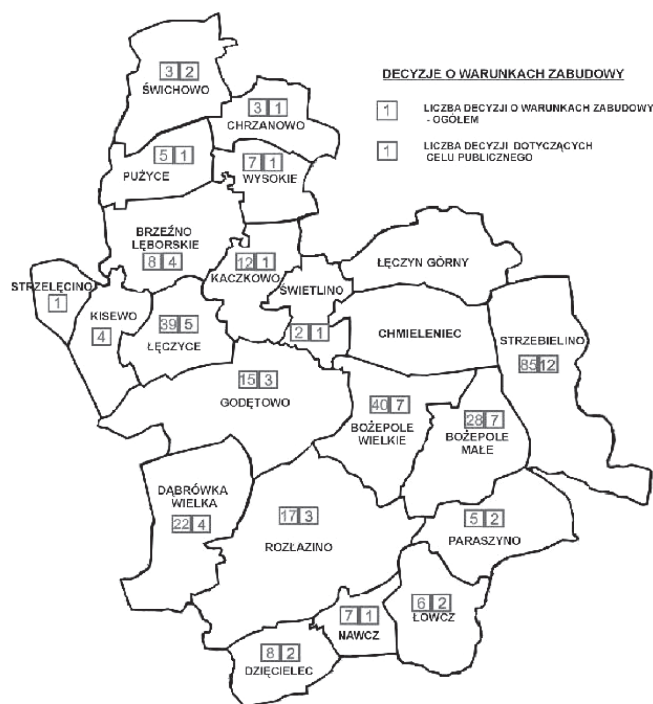 DECYZJE O WARUNKACH ZABUDOWY
1 LICZBA DECYZJI O WARUNKACH ZABUDOWY
- OGÓŁEM
1 LICZBA DECYZJI DOTYCZĄCYCH
CELU PUBLICZNEGO
3 2
ŚWICHOWO
3 1
CHRZANOWO
5 1
PUŻYCE
7 1
WYSOKIE
BRZEŹNO
LĘBORSKIE
8 4
12 1
KACZKOWO
ŚWIETLINO
2 1
ŁĘCZYN GÓRNY
STRZELĘCINO
1
KISEWO
4
39 5
ŁĘCZYCE
CHMIELENIEC
STRZEBIELINO
85 12
15 3
GODĘTOWO
40 7
BOŻEPOLE
WIELKIE
28 7
BOŻEPOLE
MAŁE
DĄBRÓWKA
WIELKA
22 4
17 3
ROZŁAZINO
5 2
PARASZYNO
7 1
NAWCZ
6 2
ŁÓWCZ
8 2
DZIĘCIELEC